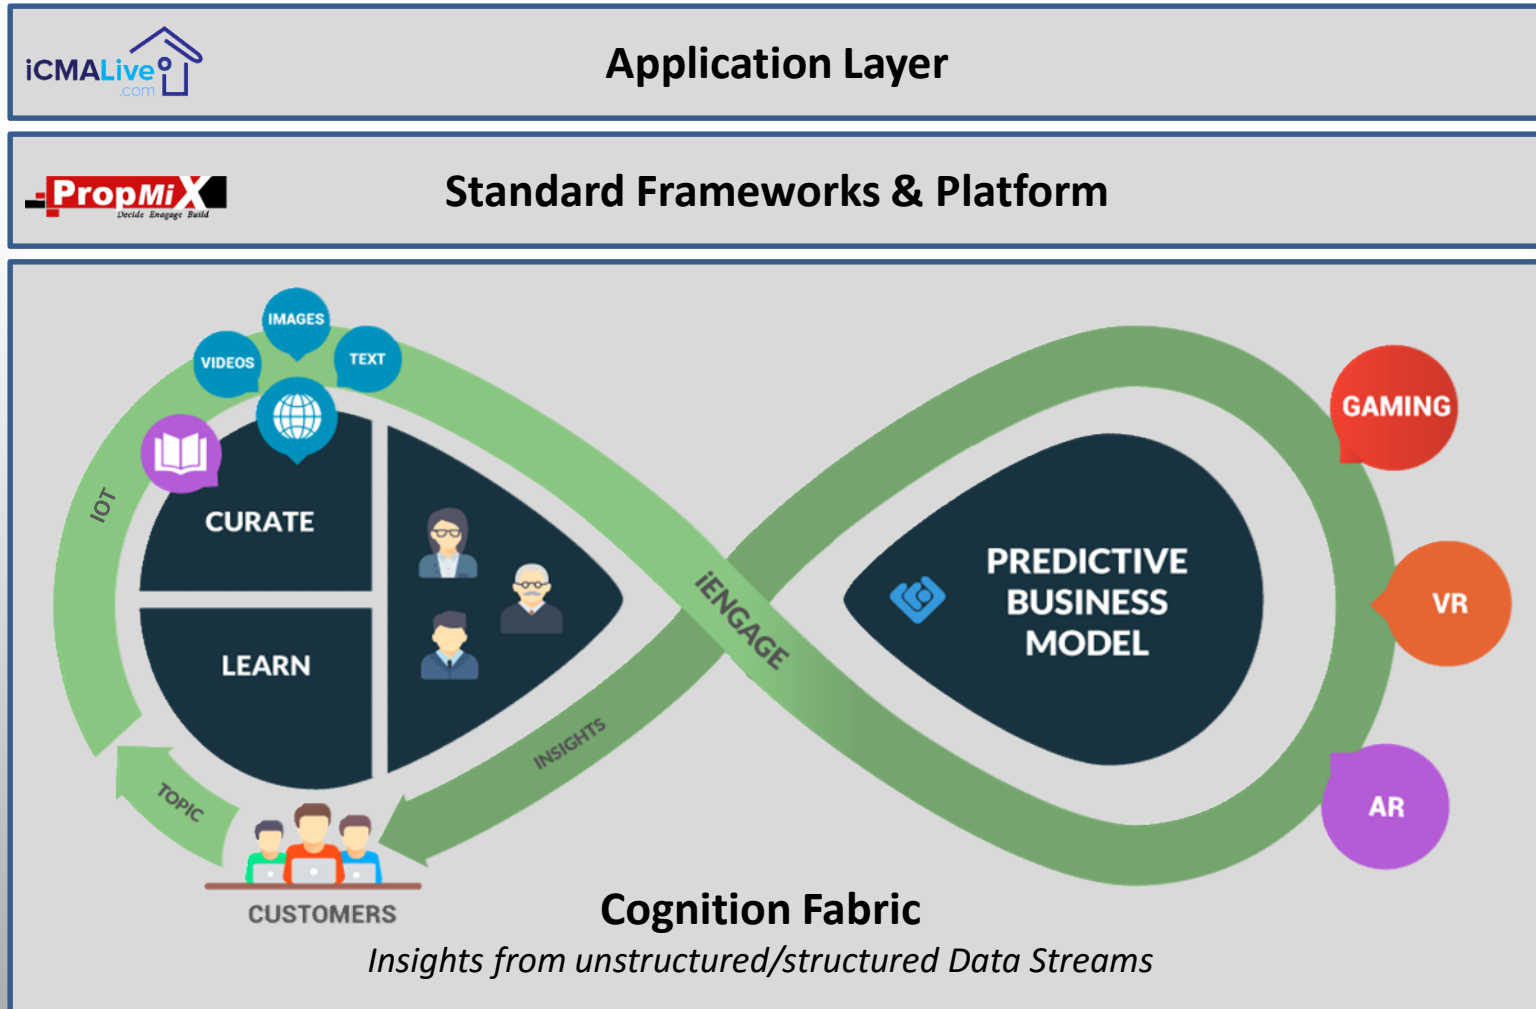 iCMALive
.com
Application Layer
PropMiX
Decide Enagage Build
Standard Frameworks & Platform
IMAGES
VIDEOS
TEXT
IOT
CURATE
LEARN
TOPIC
CUSTOMERS
INSIGHTS
iENGAGE
PREDICTIVE
BUSINESS
MODEL
GAMING
VR
AR
Cognition Fabric
Insights from unstructured/structured Data Streams